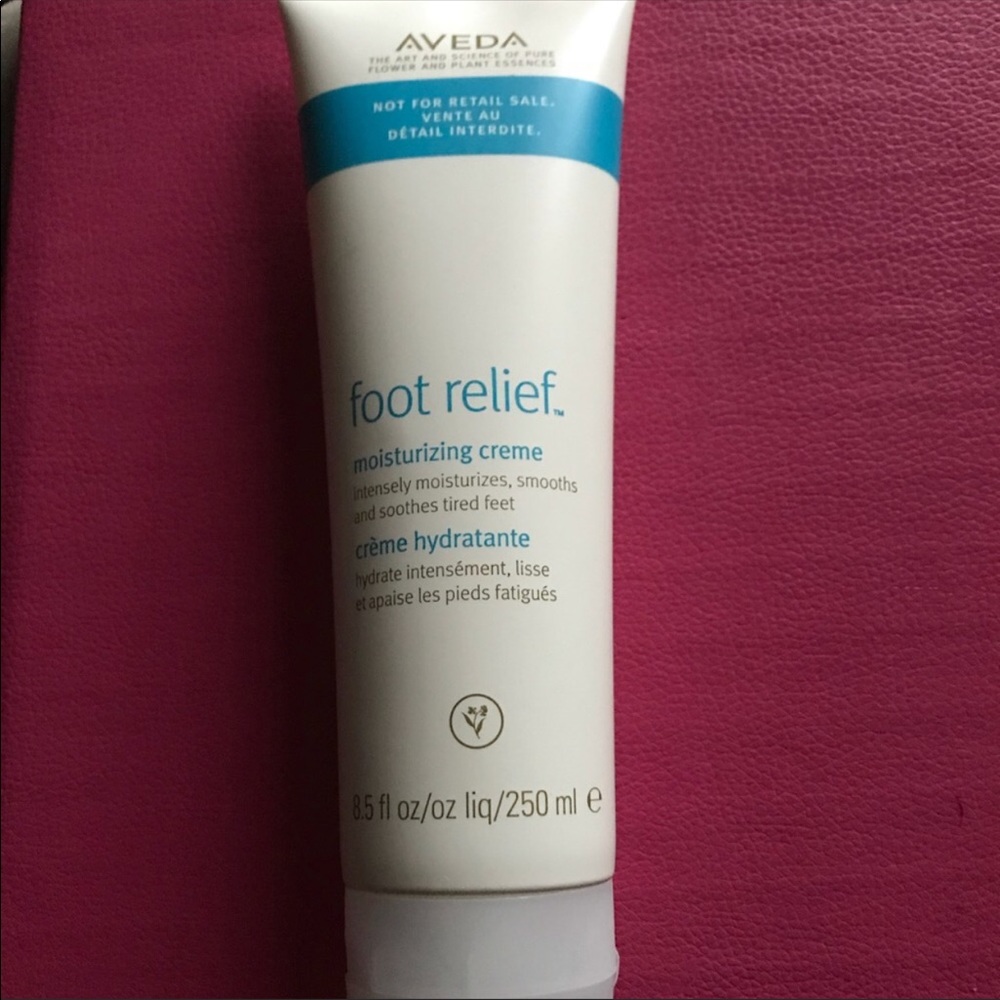 AVEDA
THE ART AND SCIENCE OF PURE
FLOWER AND PLANT ESSENCES
NOT FOR RETAIL SALE.
VENTE AU
DÉTAIL INTERDITE.
foot relief™
moisturizing creme
intensely moisturizes, smooths
and soothes tired feet
crème hydratante
hydrate intensément, lisse
et apaise les pieds fatigués
8.5 fl oz/oz liq/250 ml ℮